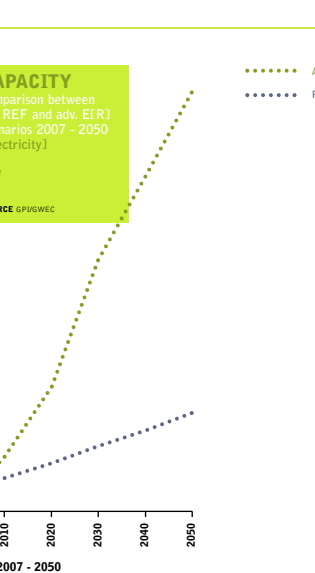 APACITY
mparison between
REF and adv. E[R]
narios 2007 - 2050
ectricity]
RCE GPI/GWEC
A
R
2010
2020
2030
2040
2050
2007 - 2050